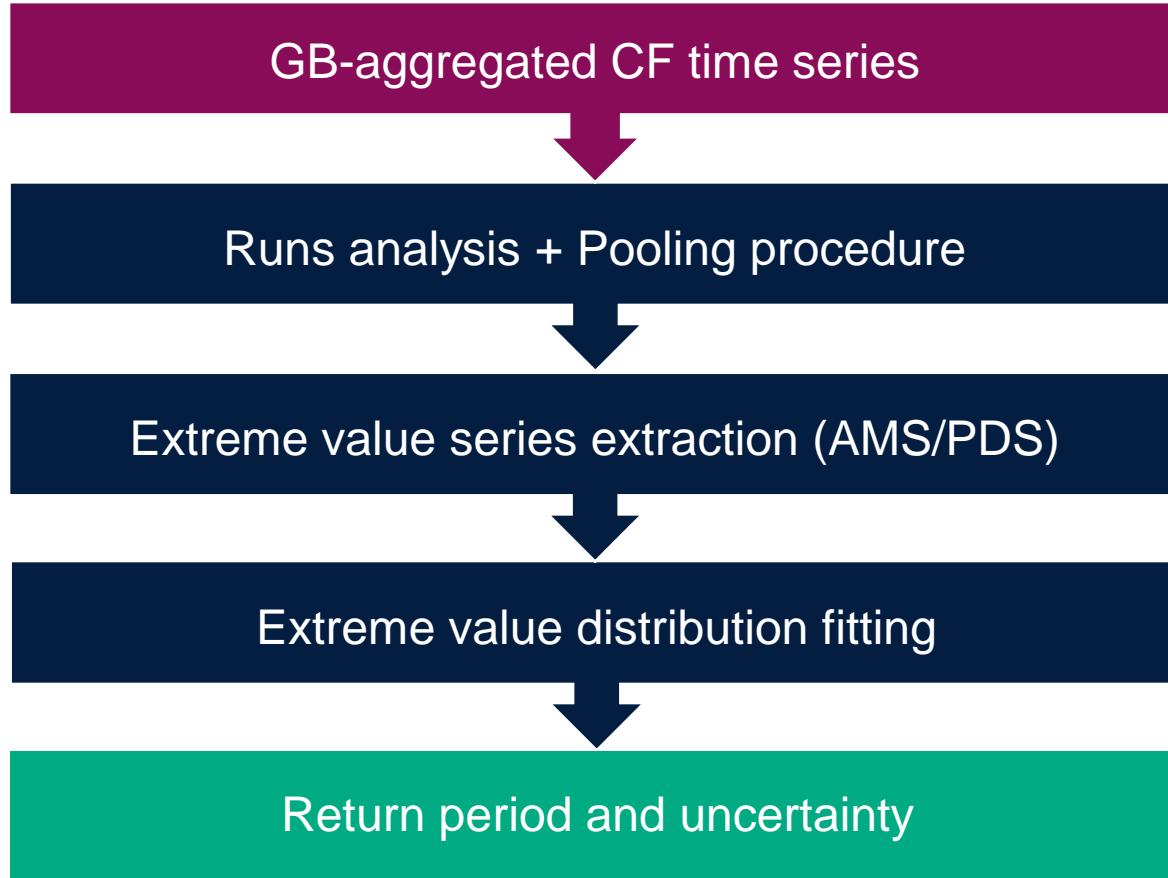 GB-aggregated CF time series
Runs analysis + Pooling procedure
Extreme value series extraction (AMS/PDS)
Extreme value distribution fitting
Return period and uncertainty